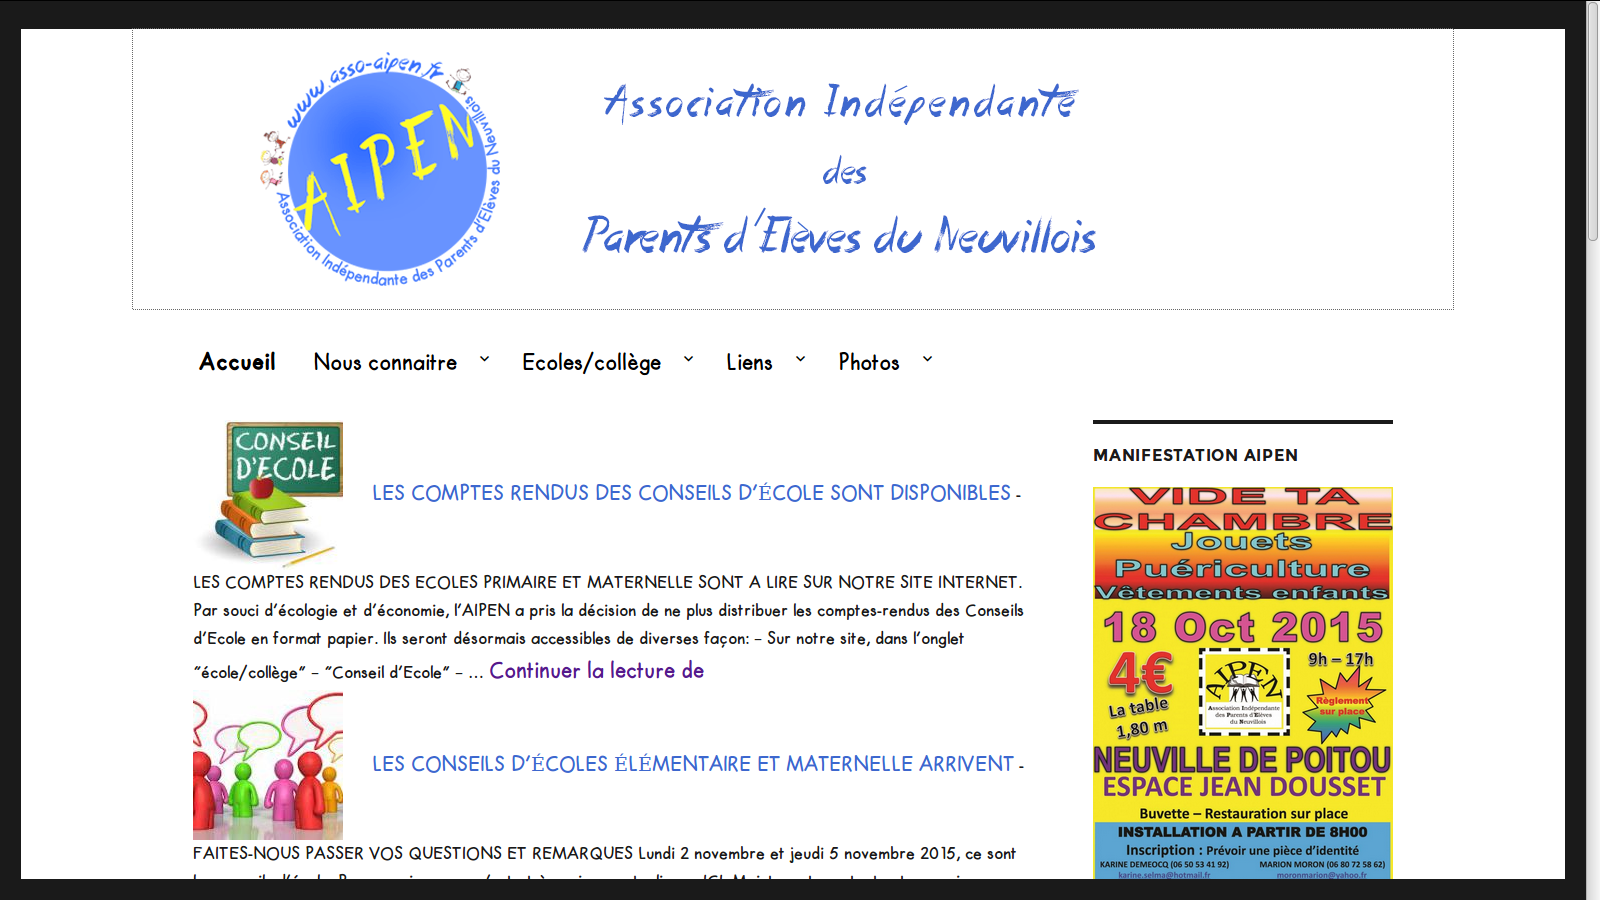 www.asso-aipen.fr
AIPEN
Association Indépendante des Parents d'Elèves du Neuvillois
Association Indépendante
des
Parents d'Elèves du Neuvillois
Accueil Nous connaitre Ecoles/collège Liens Photos
CONSEIL
D'ECOLE
LES COMPTES RENDUS DES CONSEILS D'ÉCOLE SONT DISPONIBLES -
LES COMPTES RENDUS DES ECOLES PRIMAIRE ET MATERNELLE SONT A LIRE SUR NOTRE SITE INTERNET.
Par souci d'écologie et d'économie, l'AIPEN a pris la décision de ne plus distribuer les comptes-rendus des Conseils
d'Ecole en format papier. Ils seront désormais accessibles de diverses façon: – Sur notre site, dans l'onglet
"école/collège" – "Conseil d'Ecole" – … Continuer la lecture de
LES CONSEILS D'ÉCOLES ÉLÉMENTAIRE ET MATERNELLE ARRIVENT -
FAITES-NOUS PASSER VOS QUESTIONS ET REMARQUES Lundi 2 novembre et jeudi 5 novembre 2015, ce sont
MANIFESTATION AIPEN
VIDE TA
CHAMBRE
Jouets
Puériculture
Vêtements enfants
18 Oct 2015
4€
La table
1,80 m
AIPEN
Association Indépendante
des Parents d'Elèves
du Neuvillois
9h – 17h
Règlement
sur place
NEUVILLE DE POITOU
ESPACE JEAN DOUSSET
Buvette – Restauration sur place
INSTALLATION A PARTIR DE 8H00
Inscription : Prévoir une pièce d'identité
KARINE DEMEOCQ (06 50 53 41 92) MARION MORON (06 80 72 58 62)
karine.selma@hotmail.fr moronmarion@yahoo.fr